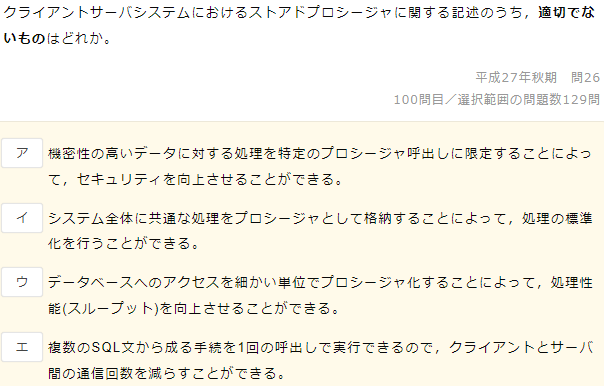 クライアントサーバシステムにおけるストアドプロシージャに関する記述のうち，適切でな
いものはどれか。
平成27年秋期　問26
100問目／選択範囲の問題数129問
ア　機密性の高いデータに対する処理を特定のプロシージャ呼出しに限定することによっ
て，セキュリティを向上させることができる。
イ　システム全体に共通な処理をプロシージャとして格納することによって，処理の標準
化を行うことができる。
ウ　データベースへのアクセスを細かい単位でプロシージャ化することによって，処理性
能(スループット)を向上させることができる。
エ　複数のSQL文から成る手続を1回の呼出しで実行できるので，クライアントとサーバ
間の通信回数を減らすことができる。